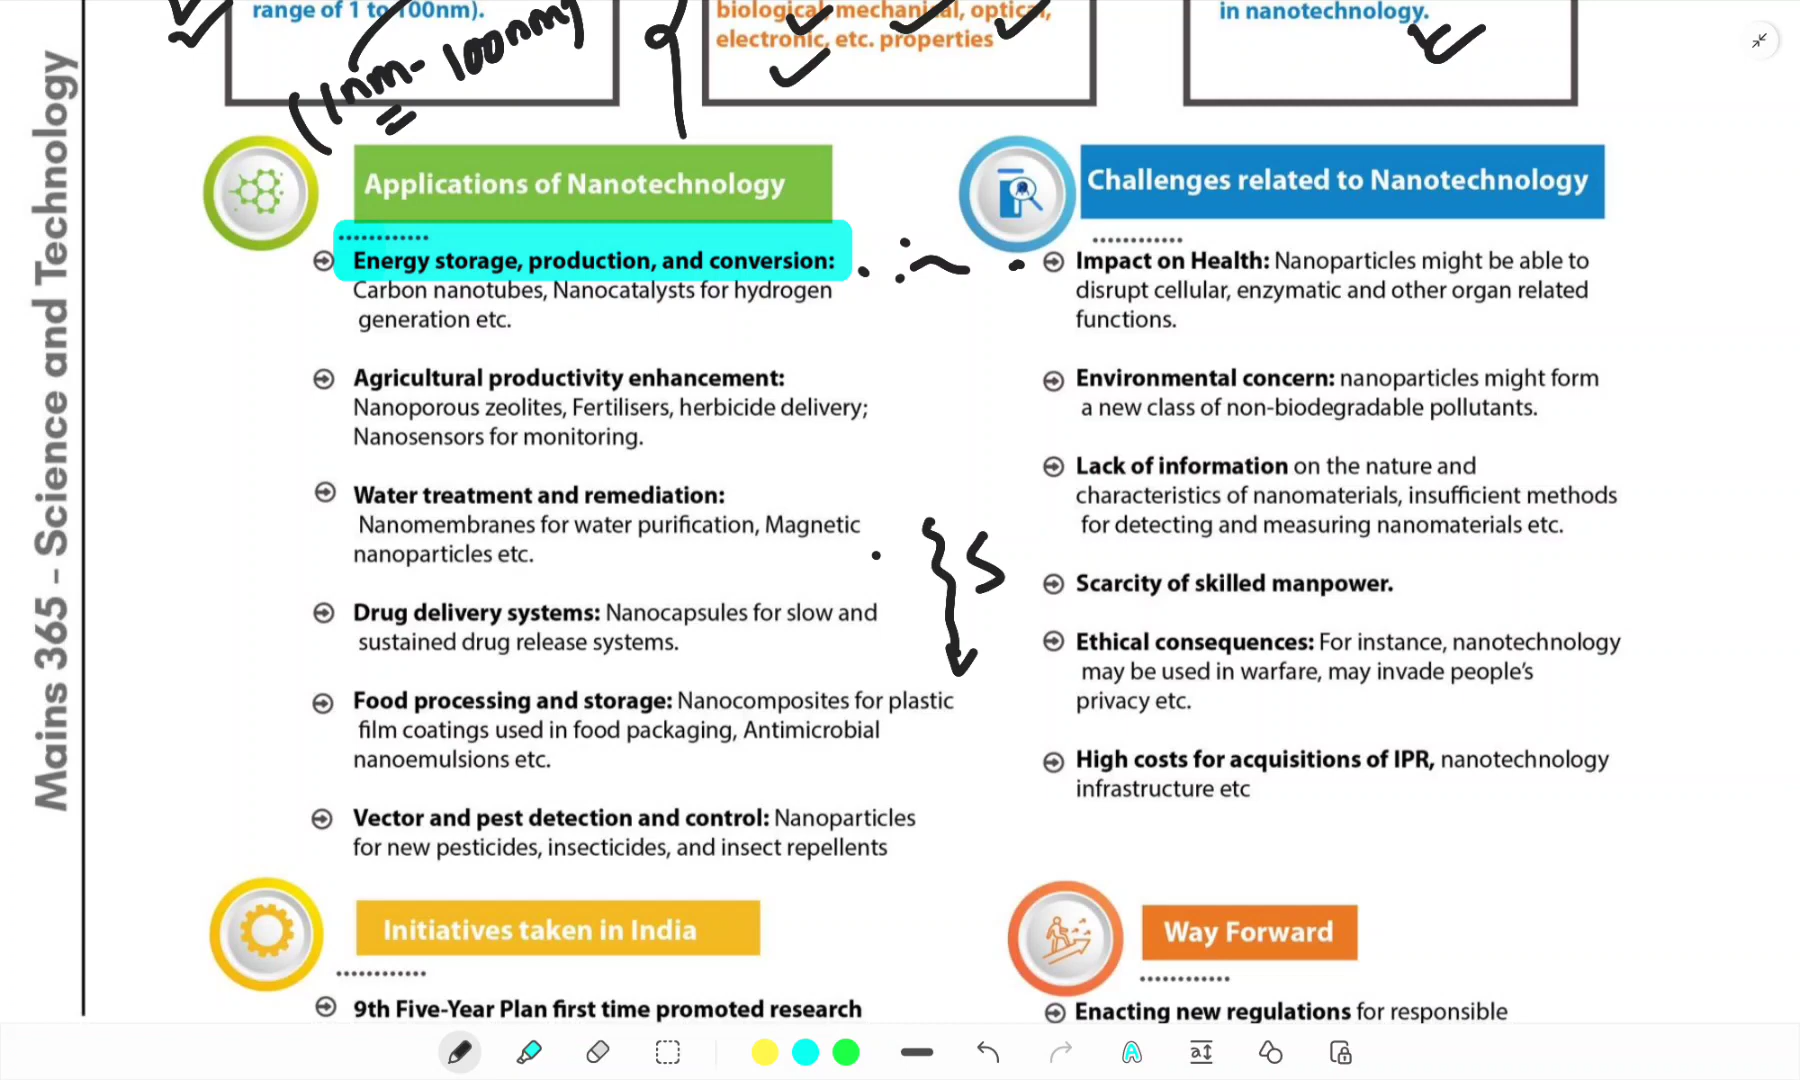 range of 1 to 100nm).
(1nm- 100nm)
biological, mechanical, optical,
electronic, etc. properties
in nanotechnology.
Mains 365 - Science and Technology
Applications of Nanotechnology
Energy storage, production, and conversion:
Carbon nanotubes, Nanocatalysts for hydrogen
generation etc.
Agricultural productivity enhancement:
Nanoporous zeolites, Fertilisers, herbicide delivery;
Nanosensors for monitoring.
Water treatment and remediation:
Nanomembranes for water purification, Magnetic
nanoparticles etc.
Drug delivery systems: Nanocapsules for slow and
sustained drug release systems.
Food processing and storage: Nanocomposites for plastic
film coatings used in food packaging, Antimicrobial
nanoemulsions etc.
Vector and pest detection and control: Nanoparticles
for new pesticides, insecticides, and insect repellents
Challenges related to Nanotechnology
Impact on Health: Nanoparticles might be able to
disrupt cellular, enzymatic and other organ related
functions.
Environmental concern: nanoparticles might form
a new class of non-biodegradable pollutants.
Lack of information on the nature and
characteristics of nanomaterials, insufficient methods
for detecting and measuring nanomaterials etc.
Scarcity of skilled manpower.
Ethical consequences: For instance, nanotechnology
may be used in warfare, may invade people's
privacy etc.
High costs for acquisitions of IPR, nanotechnology
infrastructure etc
Initiatives taken in India
9th Five-Year Plan first time promoted research
Way Forward
Enacting new regulations for responsible